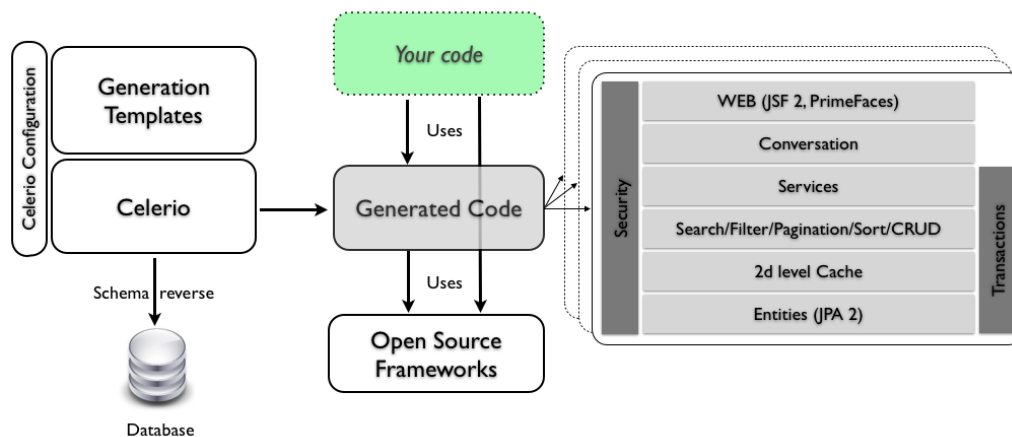 Celerio Configuration
Generation
Templates
Celerio
Schema reverse
Database
Your code
Uses
Generated Code
Uses
Open Source
Frameworks
Security
WEB (JSF 2, PrimeFaces)
Conversation
Services
Search/Filter/Pagination/Sort/CRUD
2d level Cache
Entities (JPA 2)
Transactions